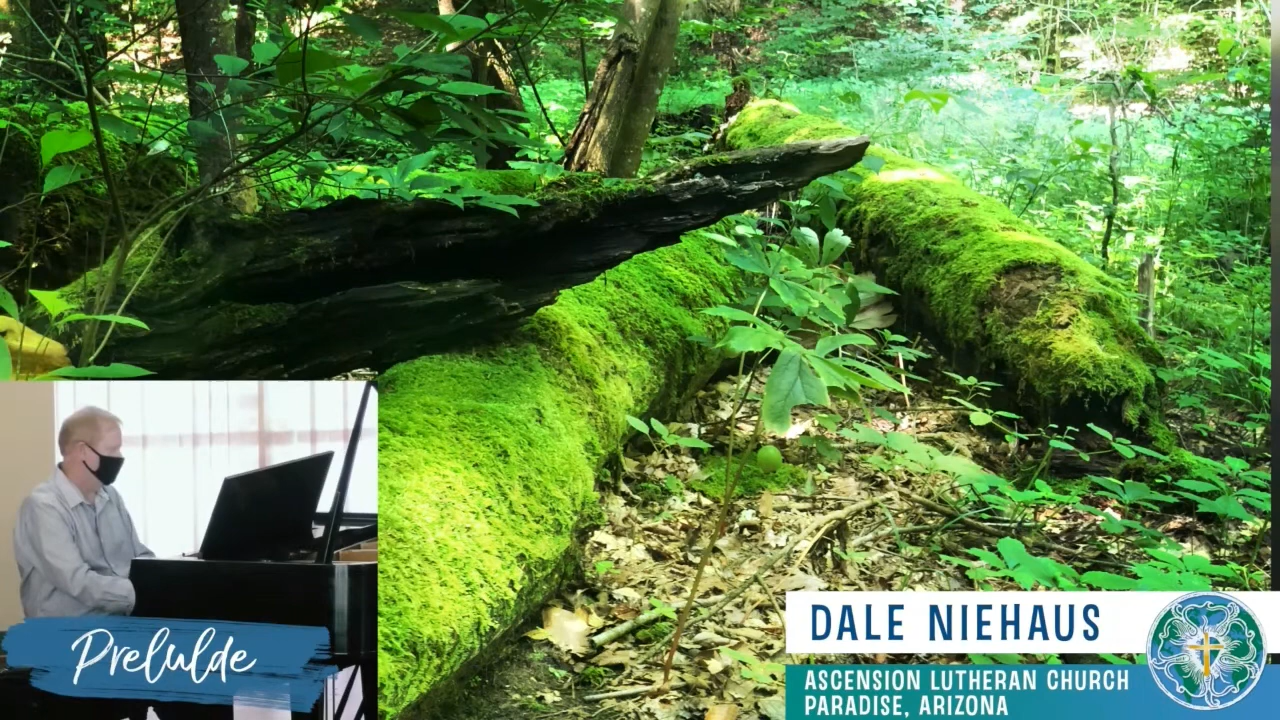 Prelulde
DALE NIEHAUS
ASCENSION LUTHERAN CHURCH
PARADISE, ARIZONA